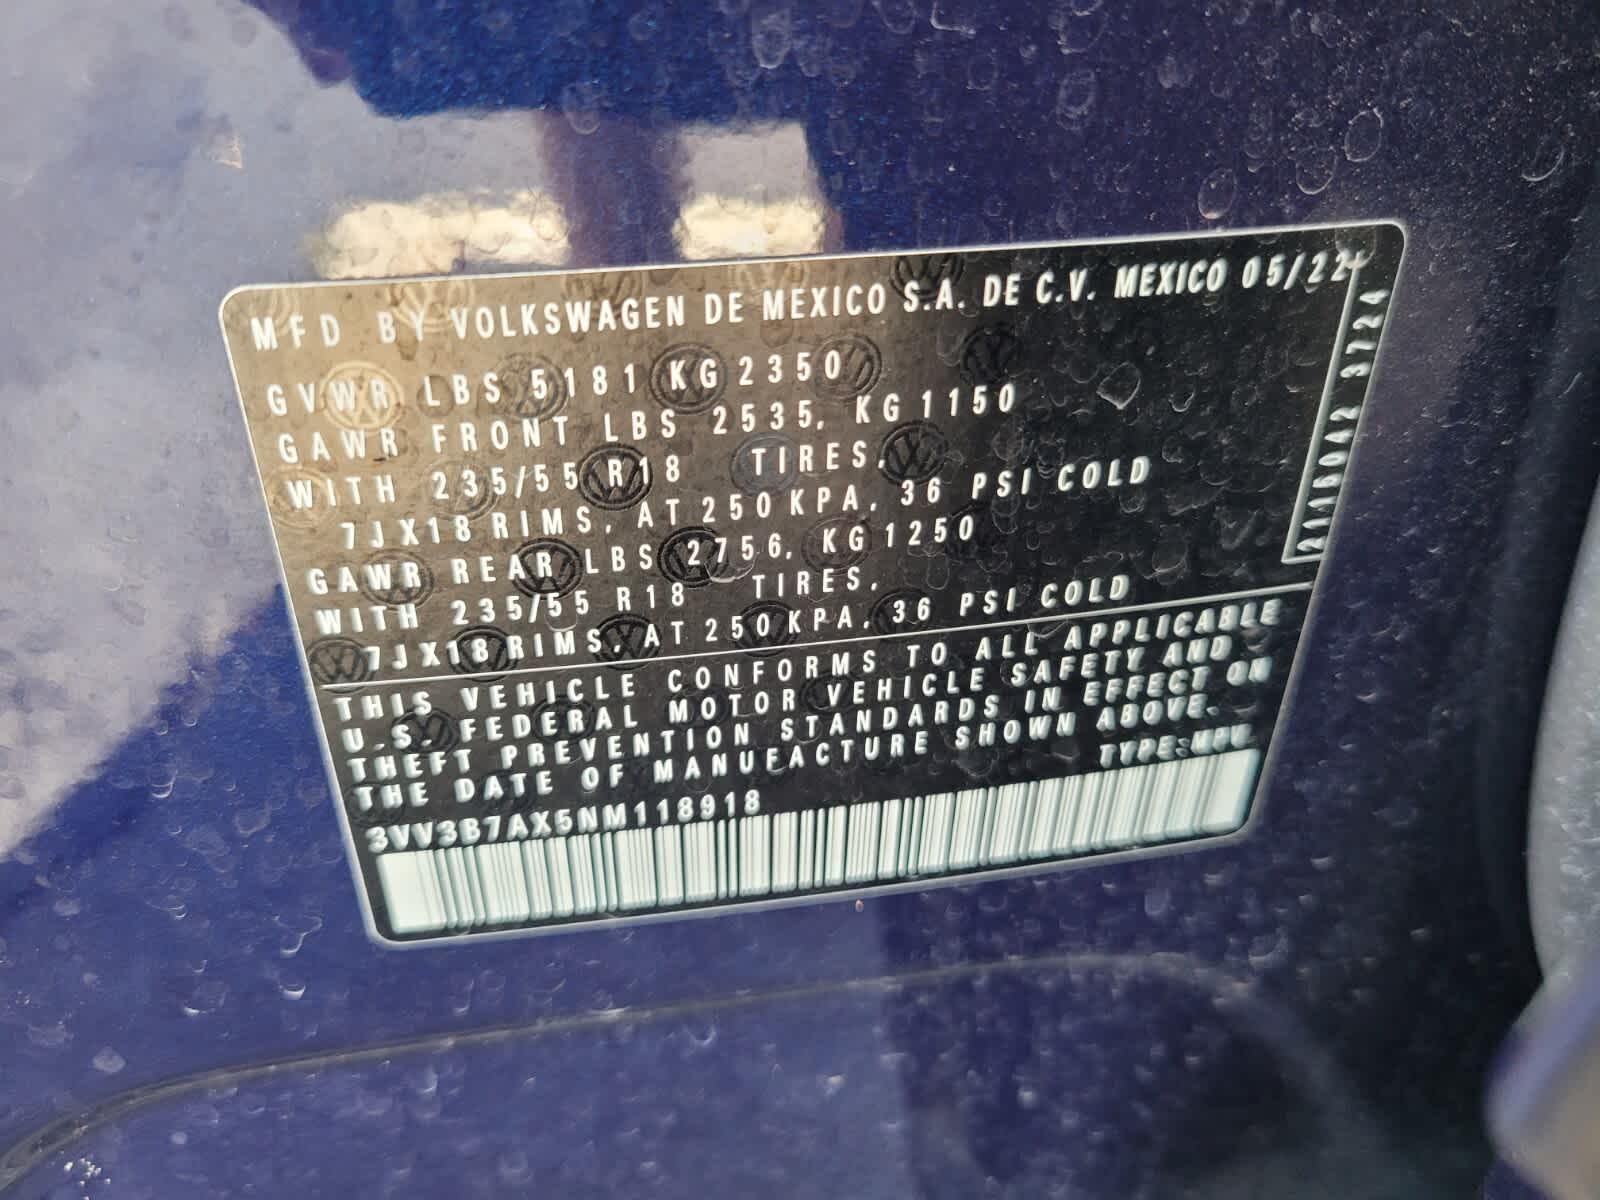 MFD BY VOLKSWAGEN DE MEXICO S.A. DE C.V. MEXICO 05/22
GVWR LBS 5181 KG 2350
GAWR FRONT LBS 2535, KG 1150
WITH 235/55 R18 TIRES,
7JX18 RIMS, AT 250 KPA, 36 PSI COLD
GAWR REAR LBS 2756, KG 1250
WITH 235/55 R18 TIRES,
7JX18 RIMS, AT 250 KPA, 36 PSI COLD
THIS VEHICLE CONFORMS TO ALL APPLICABLE
U.S. FEDERAL MOTOR VEHICLE SAFETY AND
THEFT PREVENTION STANDARDS IN EFFECT ON
THE DATE OF MANUFACTURE SHOWN ABOVE.
TYPE:MPV
3VV3B7AX5NM118918
3724